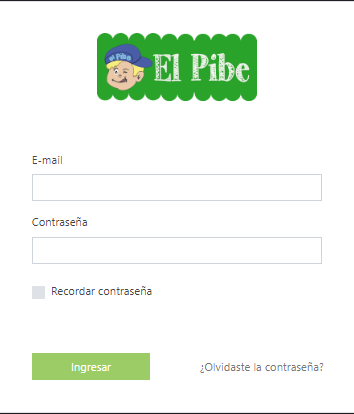 el Pibe
El Pibe
E-mail
Contraseña
Recordar contraseña
Ingresar
¿Olvidaste la contraseña?